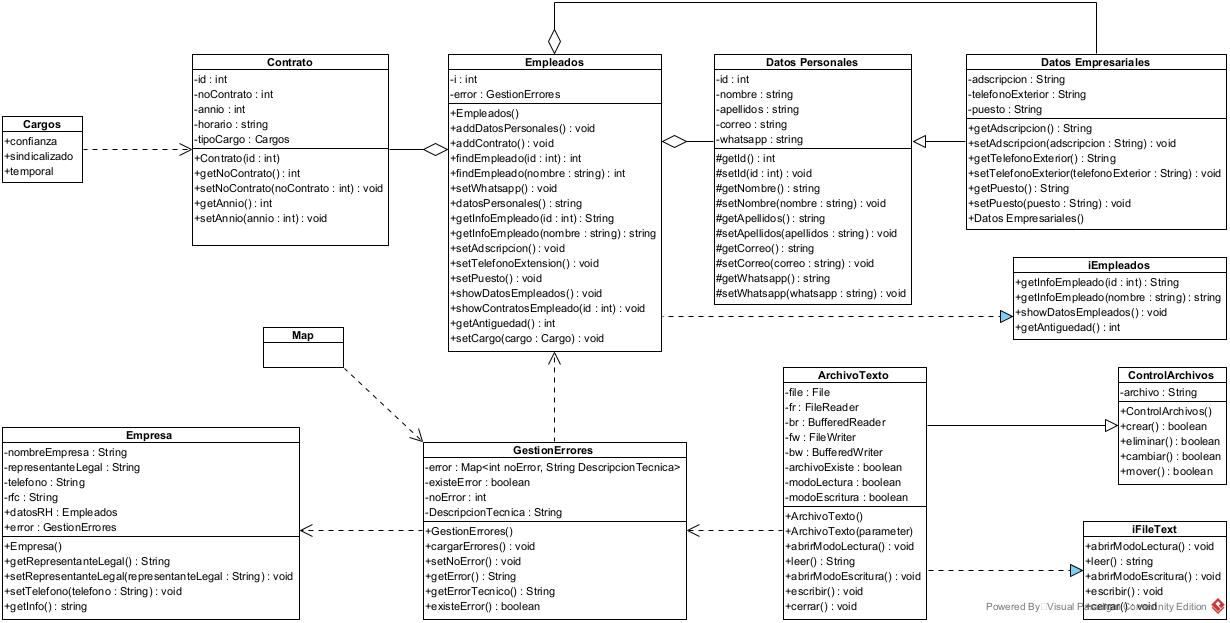 Cargos
+confianza
+sindicalizado
+temporal
Contrato
-id : int
-noContrato : int
-annio : int
-horario : string
-tipoCargo : Cargos
+Contrato(id : int)
+getNoContrato() : int
+setNoContrato(noContrato : int) : void
+getAnnio() : int
+setAnnio(annio : int) : void
Empleados
-i : int
-error : GestionErrores
+Empleados()
+addDatosPersonales() : void
+addContrato() : void
+findEmpleado(id : int) : int
+findEmpleado(nombre : string) : int
+setWhatsapp() : void
+datosPersonales() : string
+getInfoEmpleado(id : int) : String
+getInfoEmpleado(nombre : string) : string
+setAdscripcion() : void
+setTelefonoExtension() : void
+setPuesto() : void
+showDatosEmpleados() : void
+showContratosEmpleado(id : int) : void
+getAntiguedad() : int
+setCargo(cargo : Cargo) : void
Datos Personales
-id : int
-nombre : string
-apellidos : string
-correo : string
-whatsapp : string
#getId() : int
#setId(id : int) : void
#getNombre() : string
#setNombre(nombre : string) : void
#getApellidos() : string
#setApellidos(apellidos : string) : void
#getCorreo() : string
#setCorreo(correo : string) : void
#getWhatsapp() : string
#setWhatsapp(whatsapp : string) : void
Datos Empresariales
-adscripcion : String
-telefonoExterior : String
-puesto : String
+getAdscripcion() : String
+setAdscripcion(adscripcion : String) : void
+getTelefonoExterior() : String
+setTelefonoExterior(telefonoExterior : String) : void
+getPuesto() : String
+setPuesto(puesto : String) : void
+Datos Empresariales()
iEmpleados
+getInfoEmpleado(id : int) : String
+getInfoEmpleado(nombre : string) : string
+showDatosEmpleados() : void
+getAntiguedad() : int
Map
Empresa
-nombreEmpresa : String
-representanteLegal : String
-telefono : String
-rfc : String
+datosRH : Empleados
+error : GestionErrores
+Empresa()
+getRepresentanteLegal() : String
+setRepresentanteLegal(representanteLegal : String) : void
+setTelefono(telefono : String) : void
+getInfo() : string
GestionErrores
-error : Map<int noError, String DescripcionTecnica>
-existeError : boolean
-noError : int
-DescripcionTecnica : String
+GestionErrores()
+cargarErrores() : void
+setNoError() : void
+getError() : String
+getErrorTecnico() : String
+existeError() : boolean
ArchivoTexto
-file : File
-fr : FileReader
-br : BufferedReader
-fw : FileWriter
-bw : BufferedWriter
-archivoExiste : boolean
-modoLectura : boolean
-modoEscritura : boolean
+ArchivoTexto()
+ArchivoTexto(parameter)
+abrirModoLectura() : void
+leer() : String
+abrirModoEscritura() : void
+escribir() : void
+cerrar() : void
ControlArchivos
-archivo : String
+ControlArchivos()
+crear() : boolean
+eliminar() : boolean
+cambiar() : boolean
+mover() : boolean
iFileText
+abrirModoLectura() : void
+leer() : string
+abrirModoEscritura() : void
+escribir() : void
+cerrar() : void
Powered By Visual Paradigm Community Edition